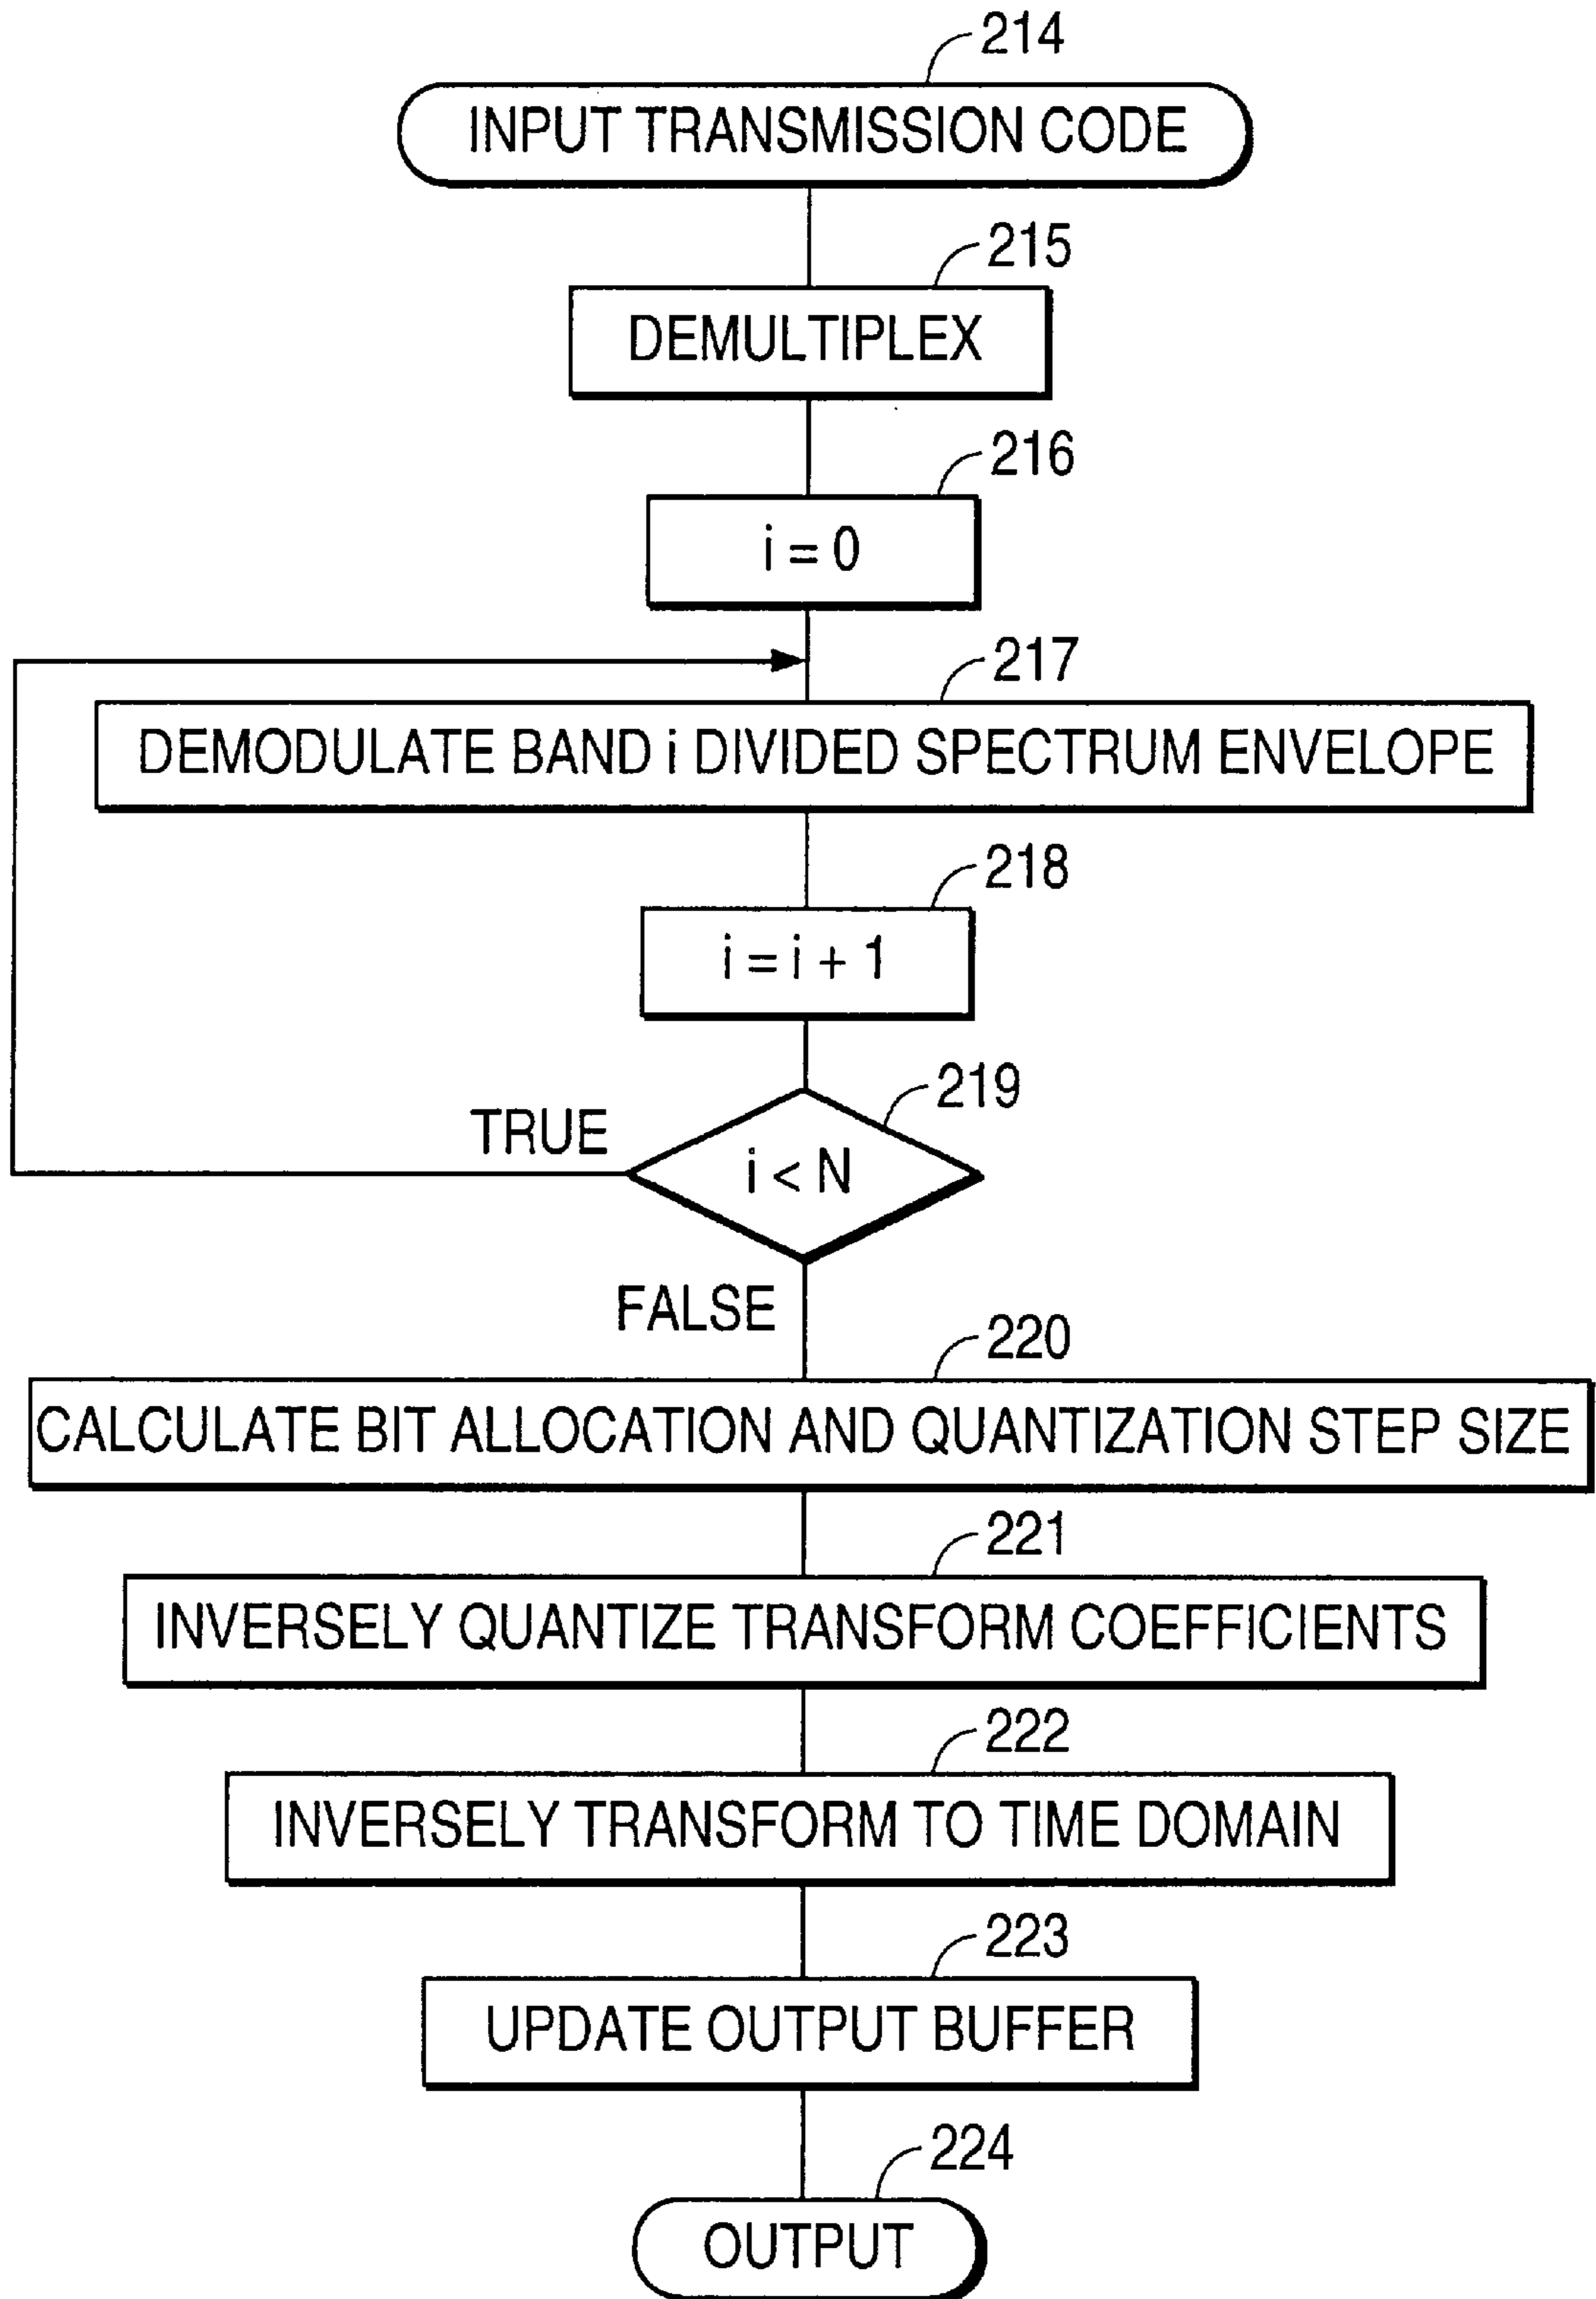 214
INPUT TRANSMISSION CODE
215
DEMULTIPLEX
216
i = 0
217
DEMODULATE BAND i DIVIDED SPECTRUM ENVELOPE
218
i = i + 1
219
TRUE
i < N
FALSE
220
CALCULATE BIT ALLOCATION AND QUANTIZATION STEP SIZE
221
INVERSELY QUANTIZE TRANSFORM COEFFICIENTS
222
INVERSELY TRANSFORM TO TIME DOMAIN
223
UPDATE OUTPUT BUFFER
224
OUTPUT